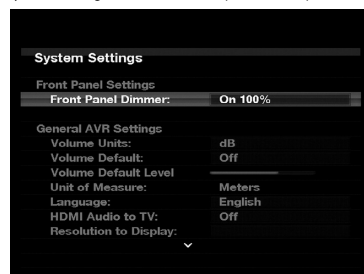 System Settings
Front Panel Settings
Front Panel Dimmer: On 100%
General AVR Settings
Volume Units: dB
Volume Default: Off
Volume Default Level
Unit of Measure: Meters
Language: English
HDMI Audio to TV: Off
Resolution to Display: